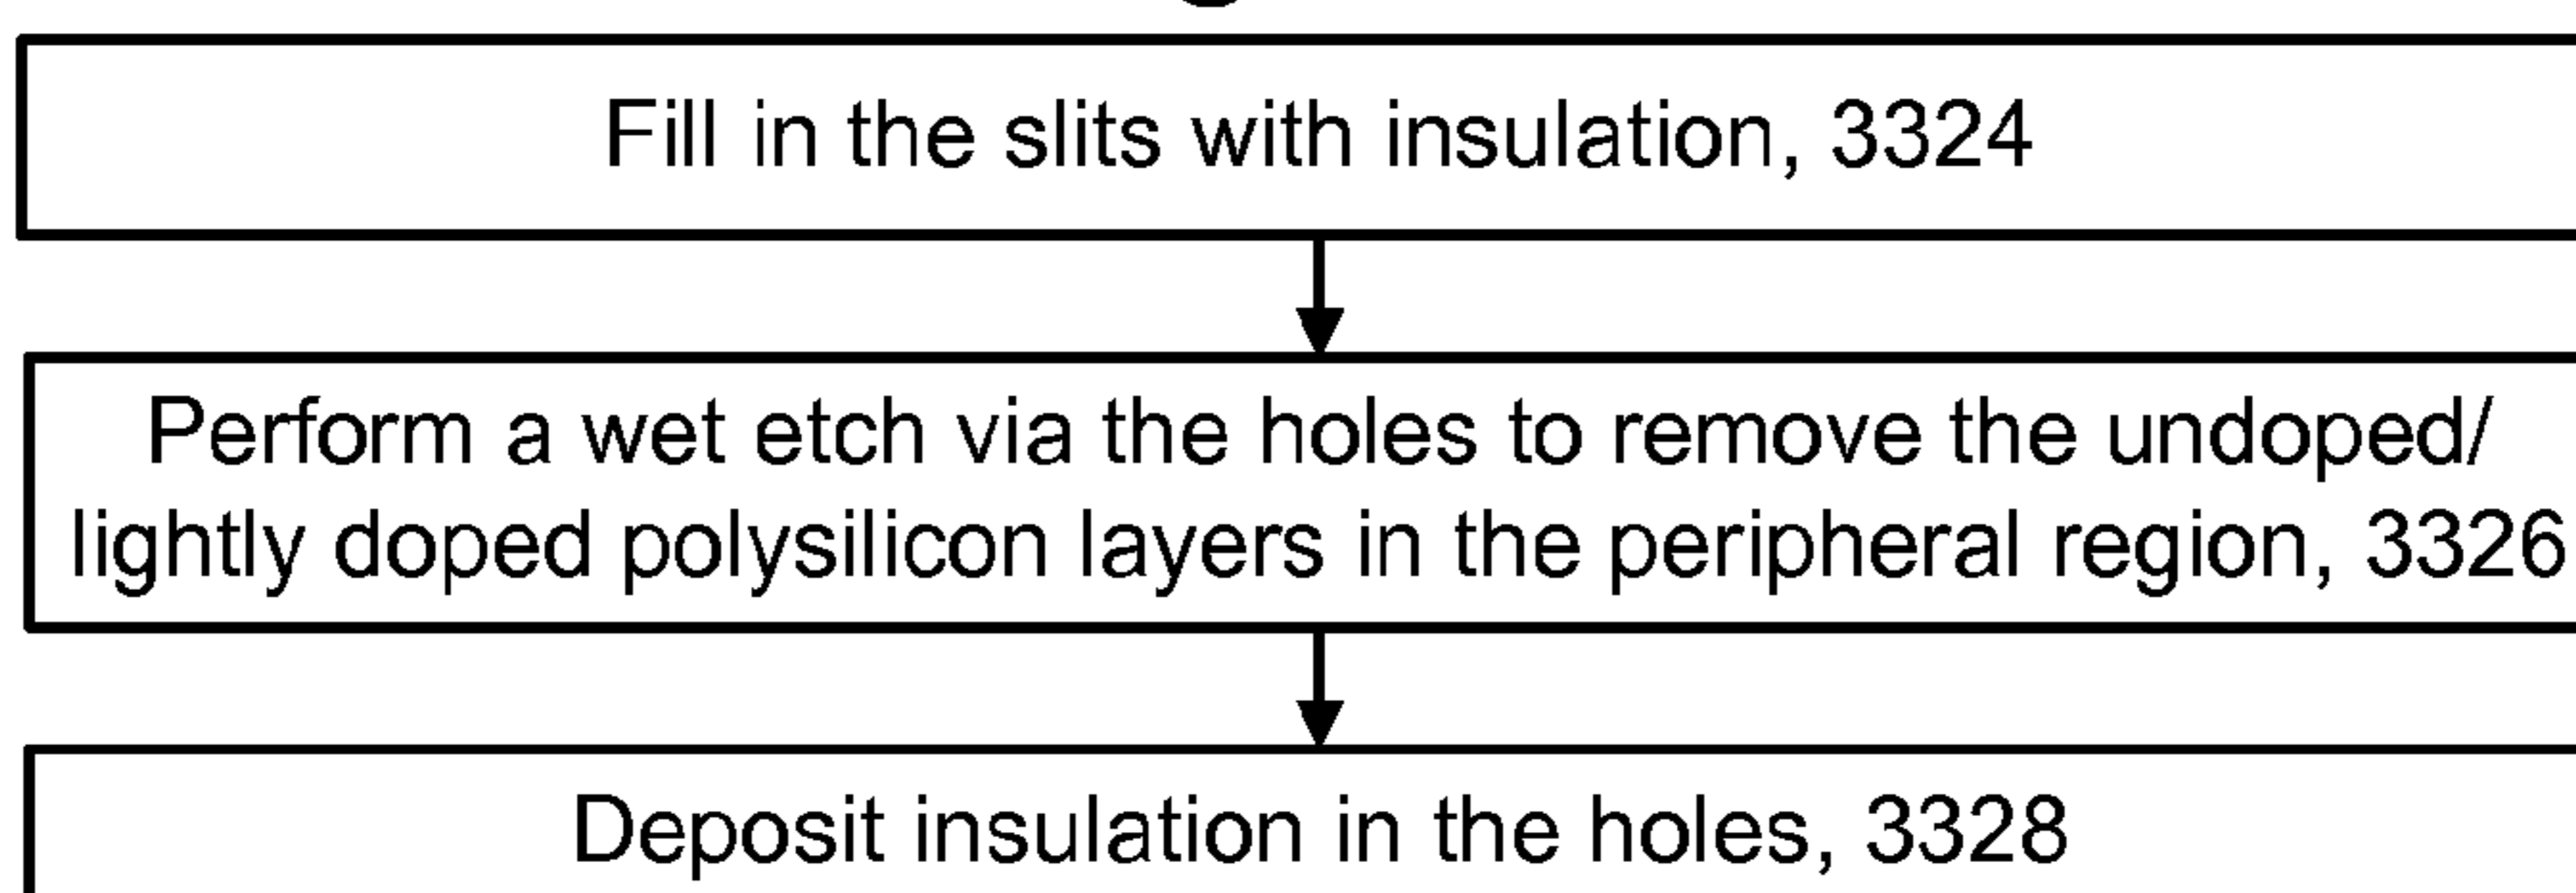 Fill in the slits with insulation, 3324
Perform a wet etch via the holes to remove the undoped/
lightly doped polysilicon layers in the peripheral region, 3326
Deposit insulation in the holes, 3328